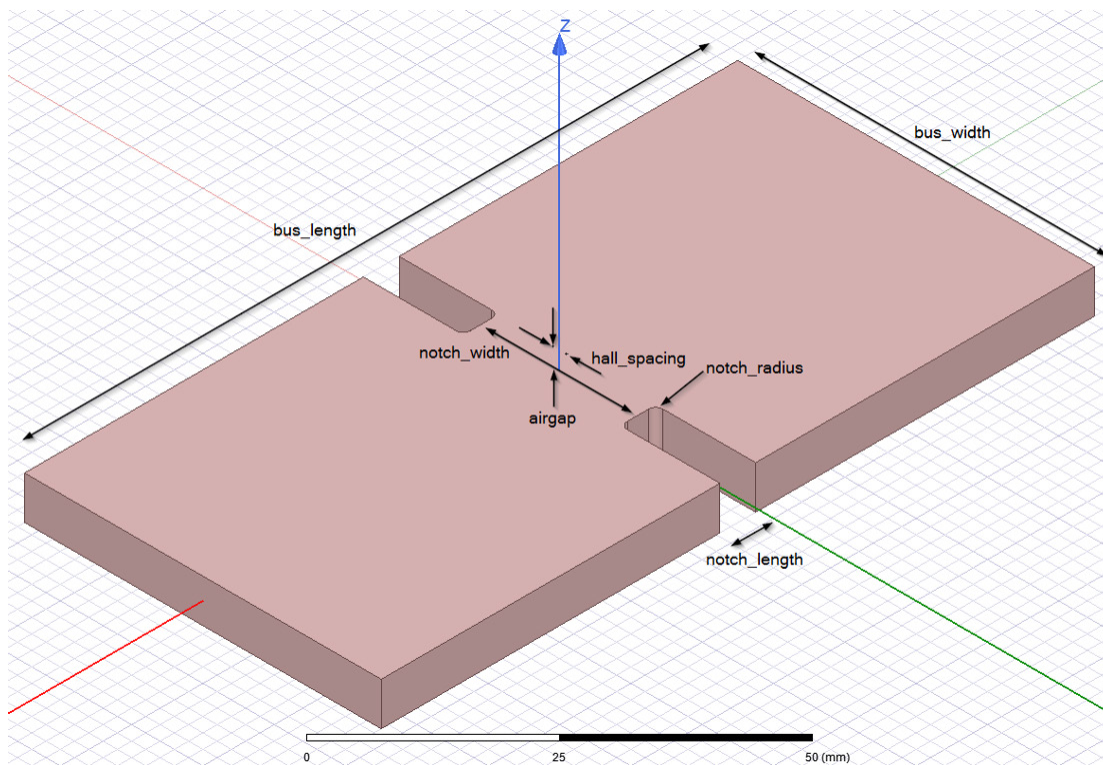 Z
bus_width
bus_length
notch_width
hall_spacing
notch_radius
airgap
notch_length
0
25
50 (mm)